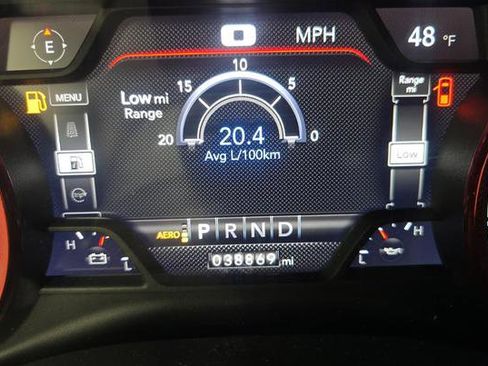 E
0 MPH
48 °F
MENU
Low mi
Range
20 15 10 5 0
20.4
Avg L/100km
Range
mi
LOW
AERO P R N D
038869 mi
H
L
H
L